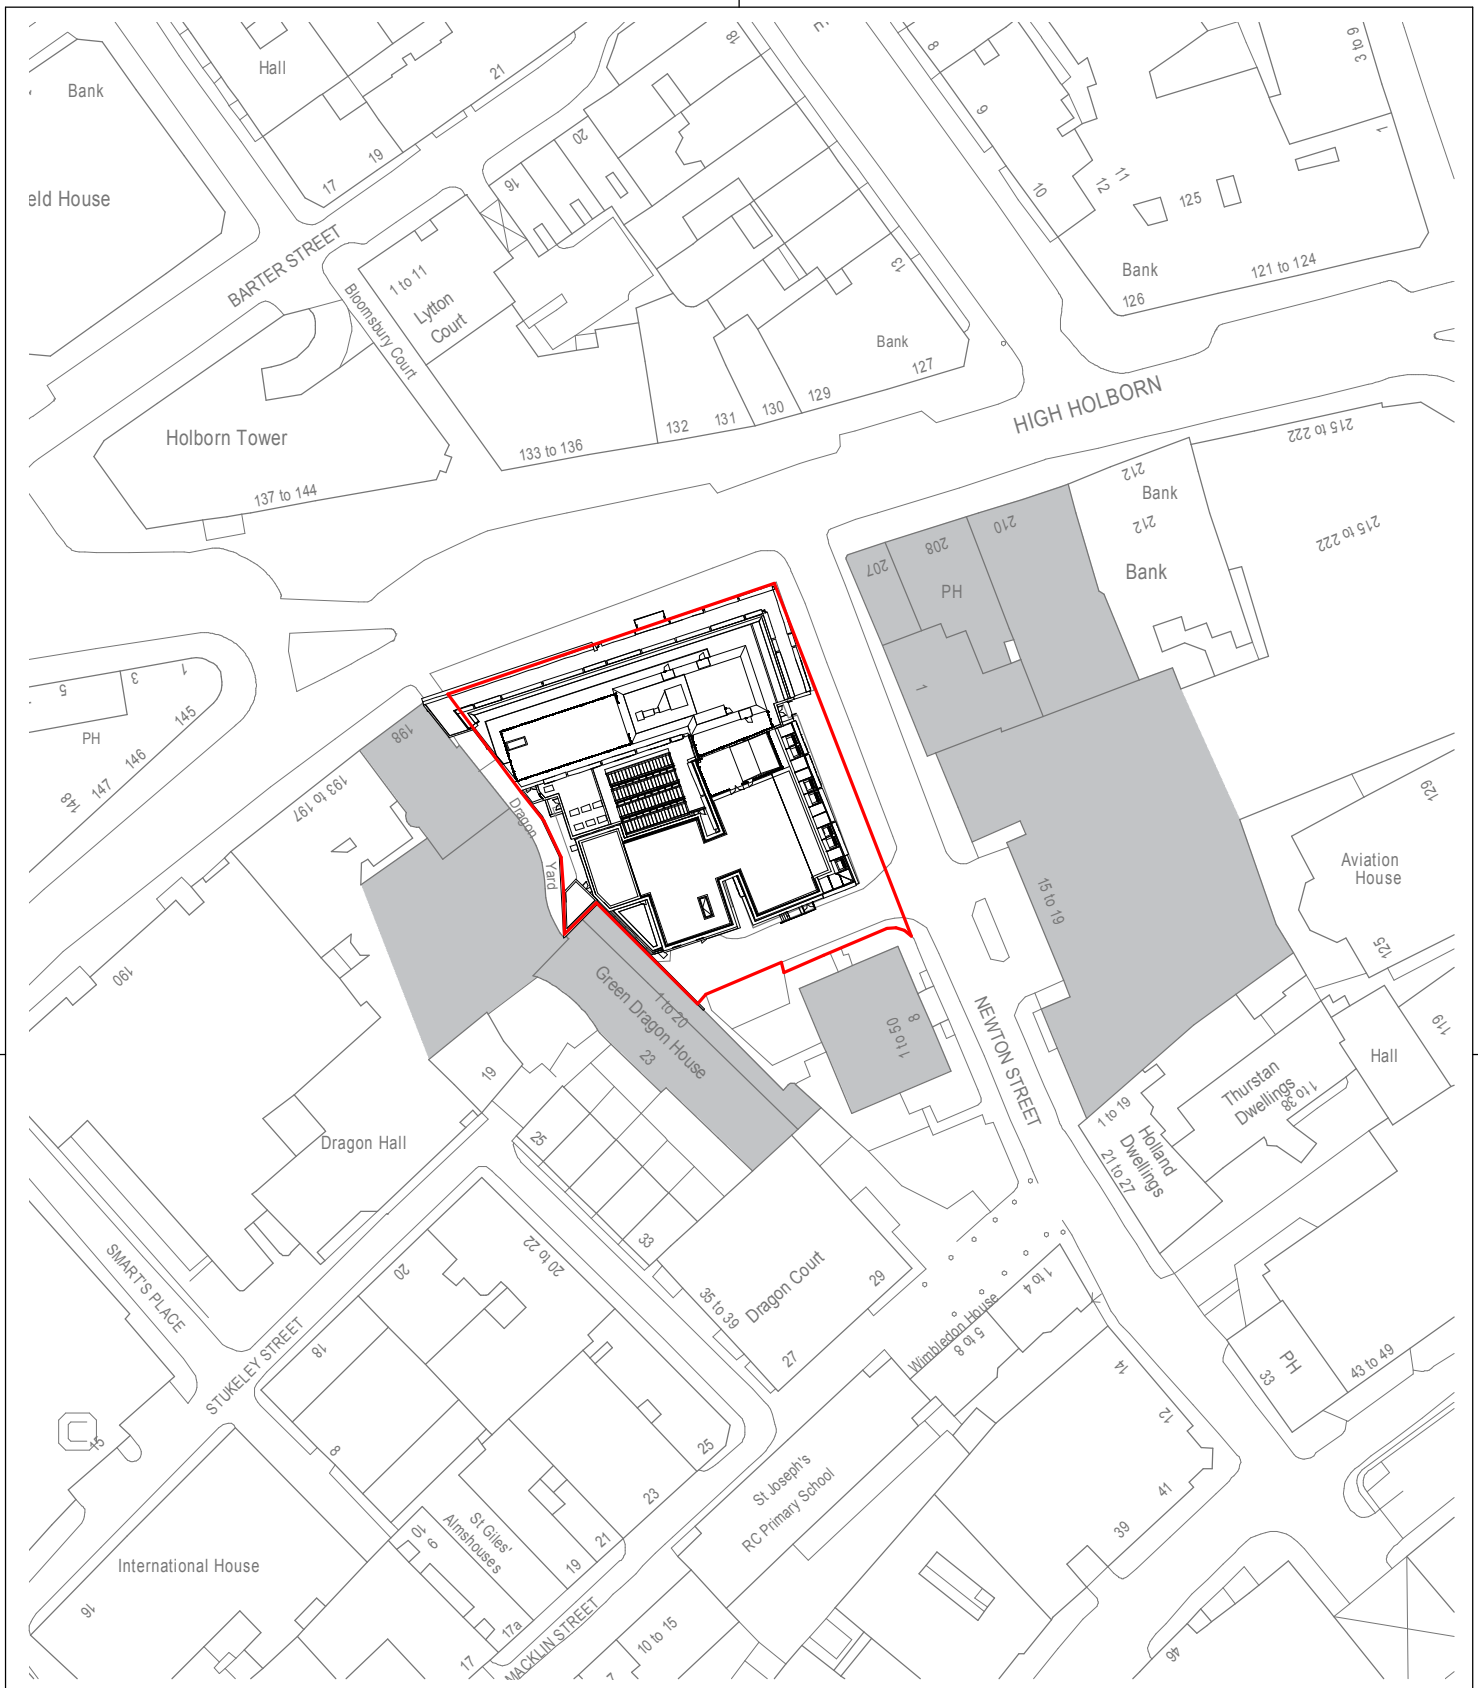 Hall
21
18
8
3 to 9
Bank
9
1
17
19
20
16
10
12
11
125
eld House
BARTER STREET
1 to 11
Lytton
Court
Bloomsbury Court
13
Bank
121 to 124
126
Bank
127
129
130
131
132
133 to 136
HIGH HOLBORN
Holborn Tower
137 to 144
215 to 222
212
Bank
212
215 to 222
Bank
210
208
207
PH
1
5
3
1
145
PH
146
147
148
198
193 to 197
Dragon
Yard
129
Aviation
House
125
15 to 19
190
Green Dragon House
1 to 20
23
8
1 to 50
NEWTON STREET
119
Hall
Thurstan
Dwellings
1 to 38
1 to 19
Holland
Dwellings
21 to 27
19
Dragon Hall
25
33
35 to 39
Dragon Court
29
27
20 to 22
20
18
SMART'S PLACE
STUKELEY STREET
Wimbledon House
1 to 4
5 to 8
14
12
PH
33
43 to 49
15
8
25
23
St Joseph's
RC Primary School
41
39
International House
16
10
9
St Giles'
Almshouses
21
19
17a
17
MACKLIN STREET
10 to 15
46